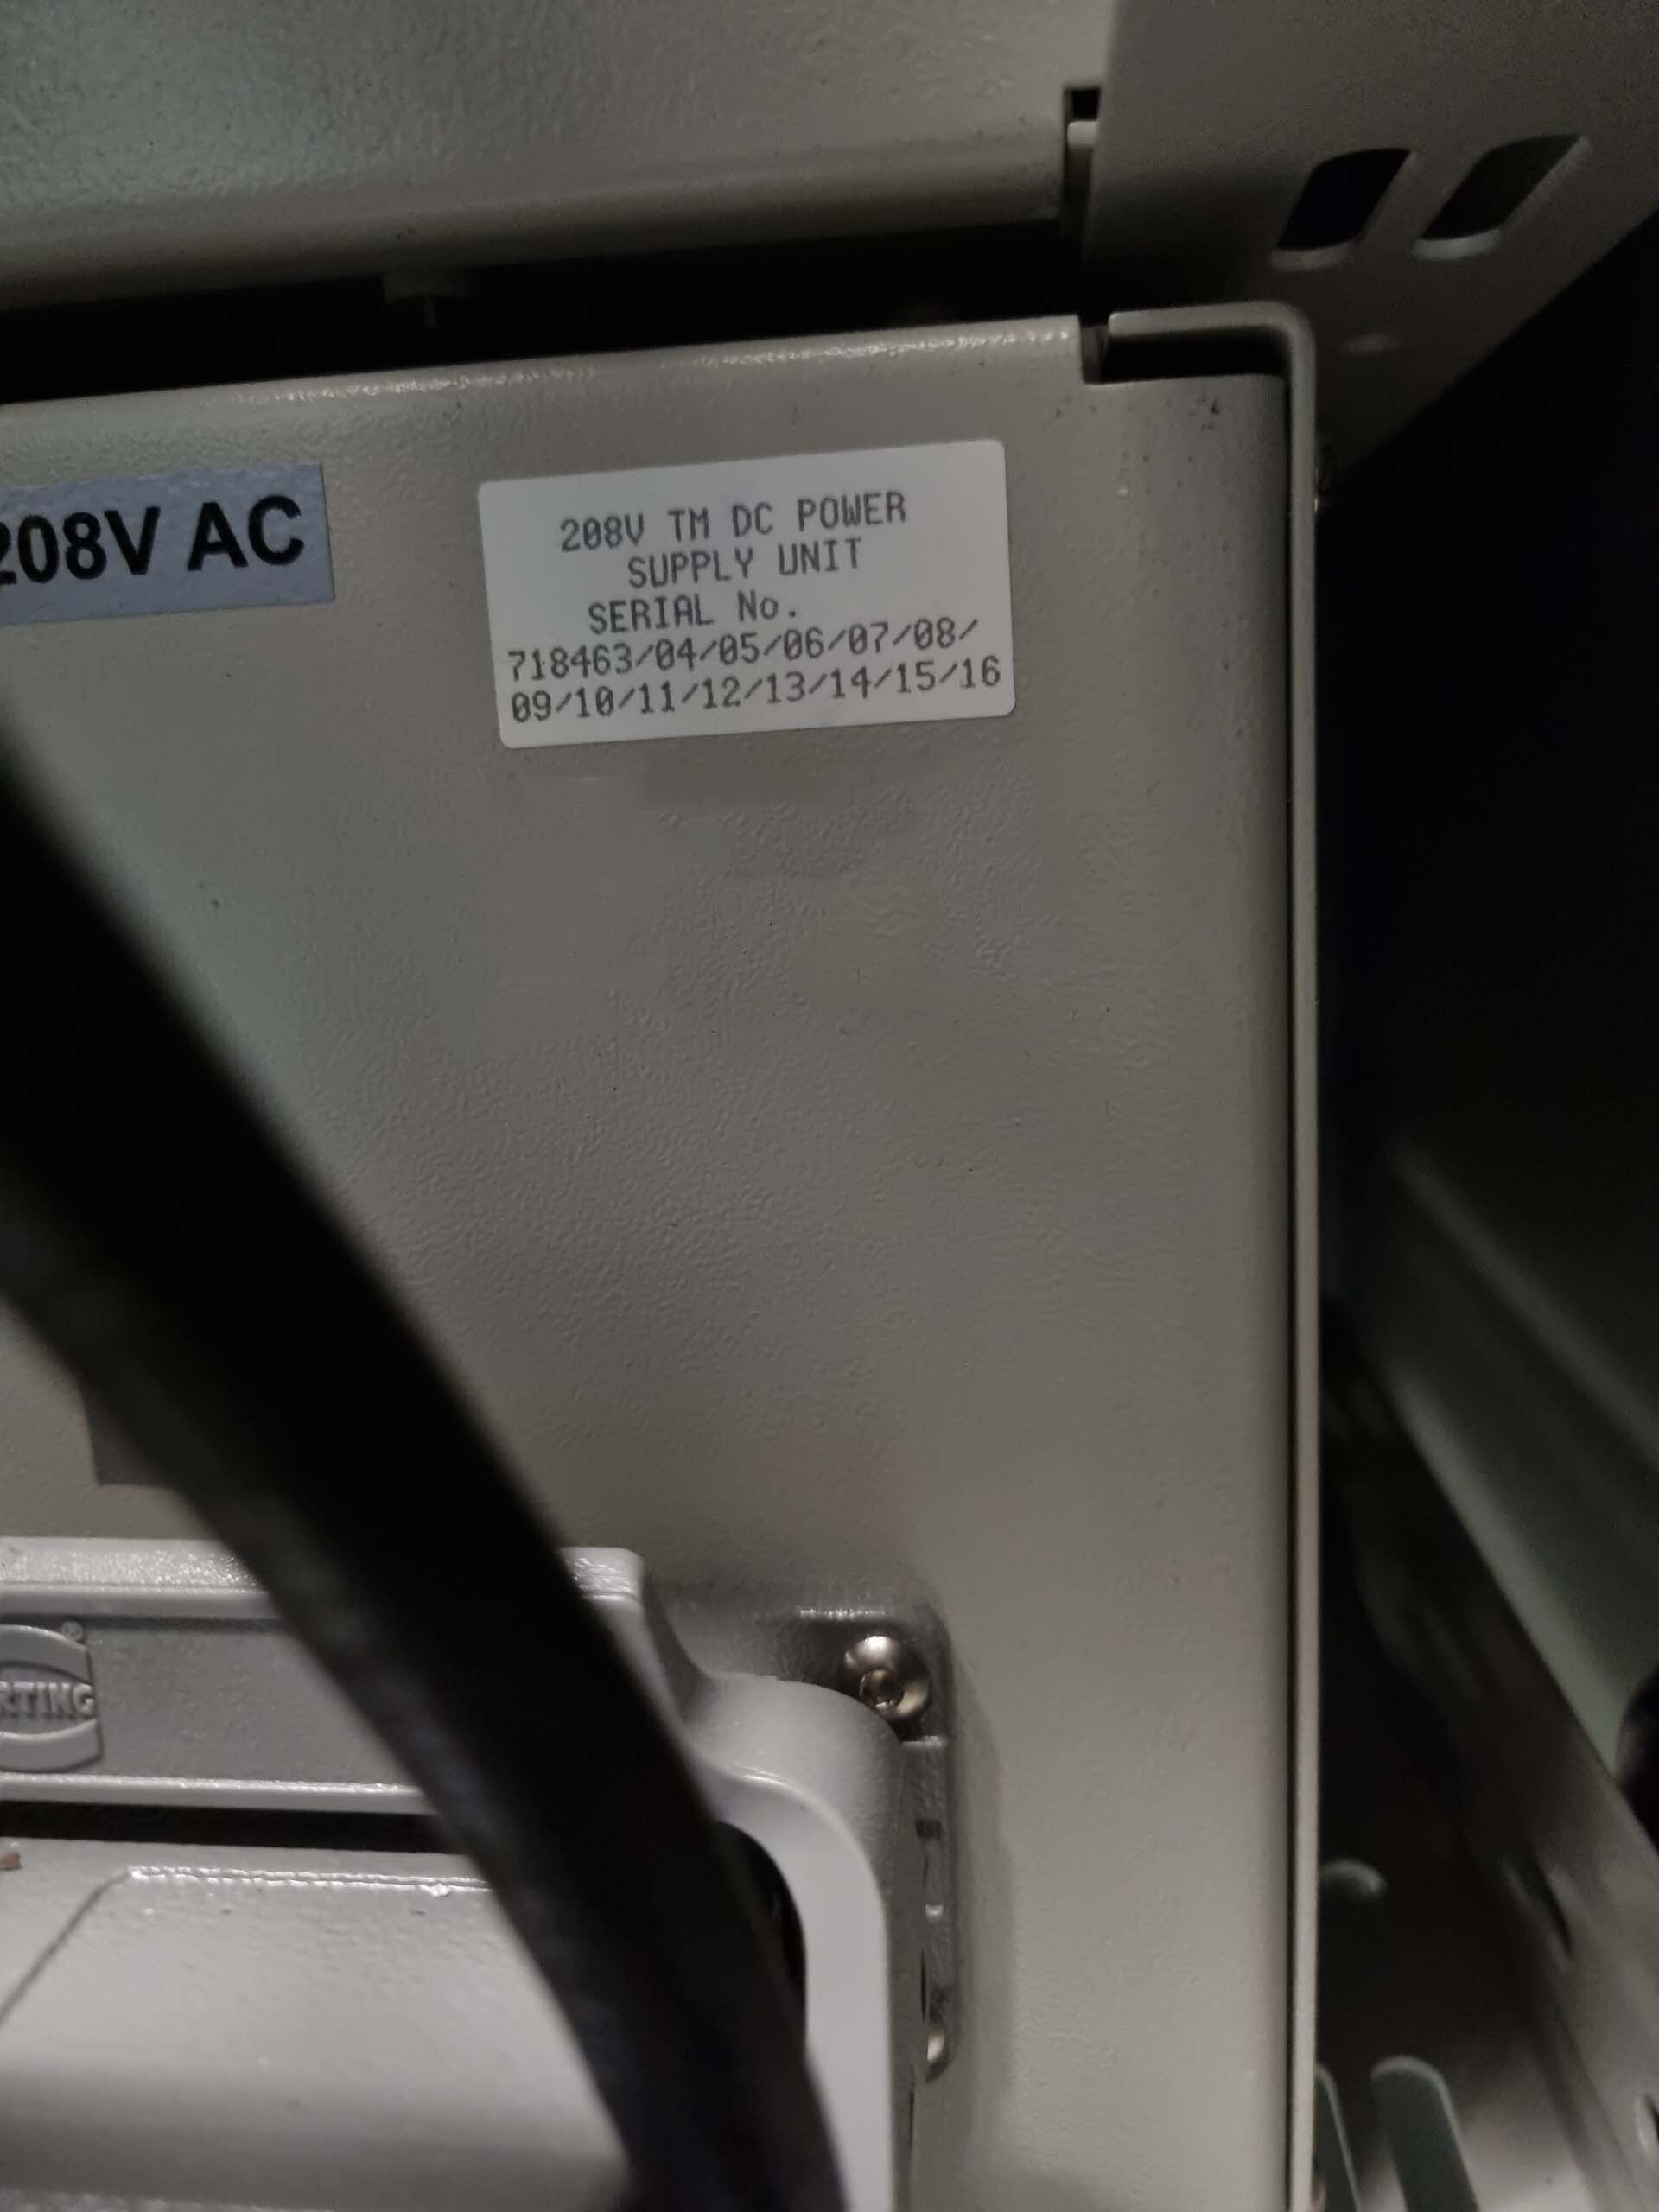 208V AC
208V TM DC POWER
SUPPLY UNIT
SERIAL No.
718463/04/05/06/07/08/
09/10/11/12/13/14/15/16
RTING